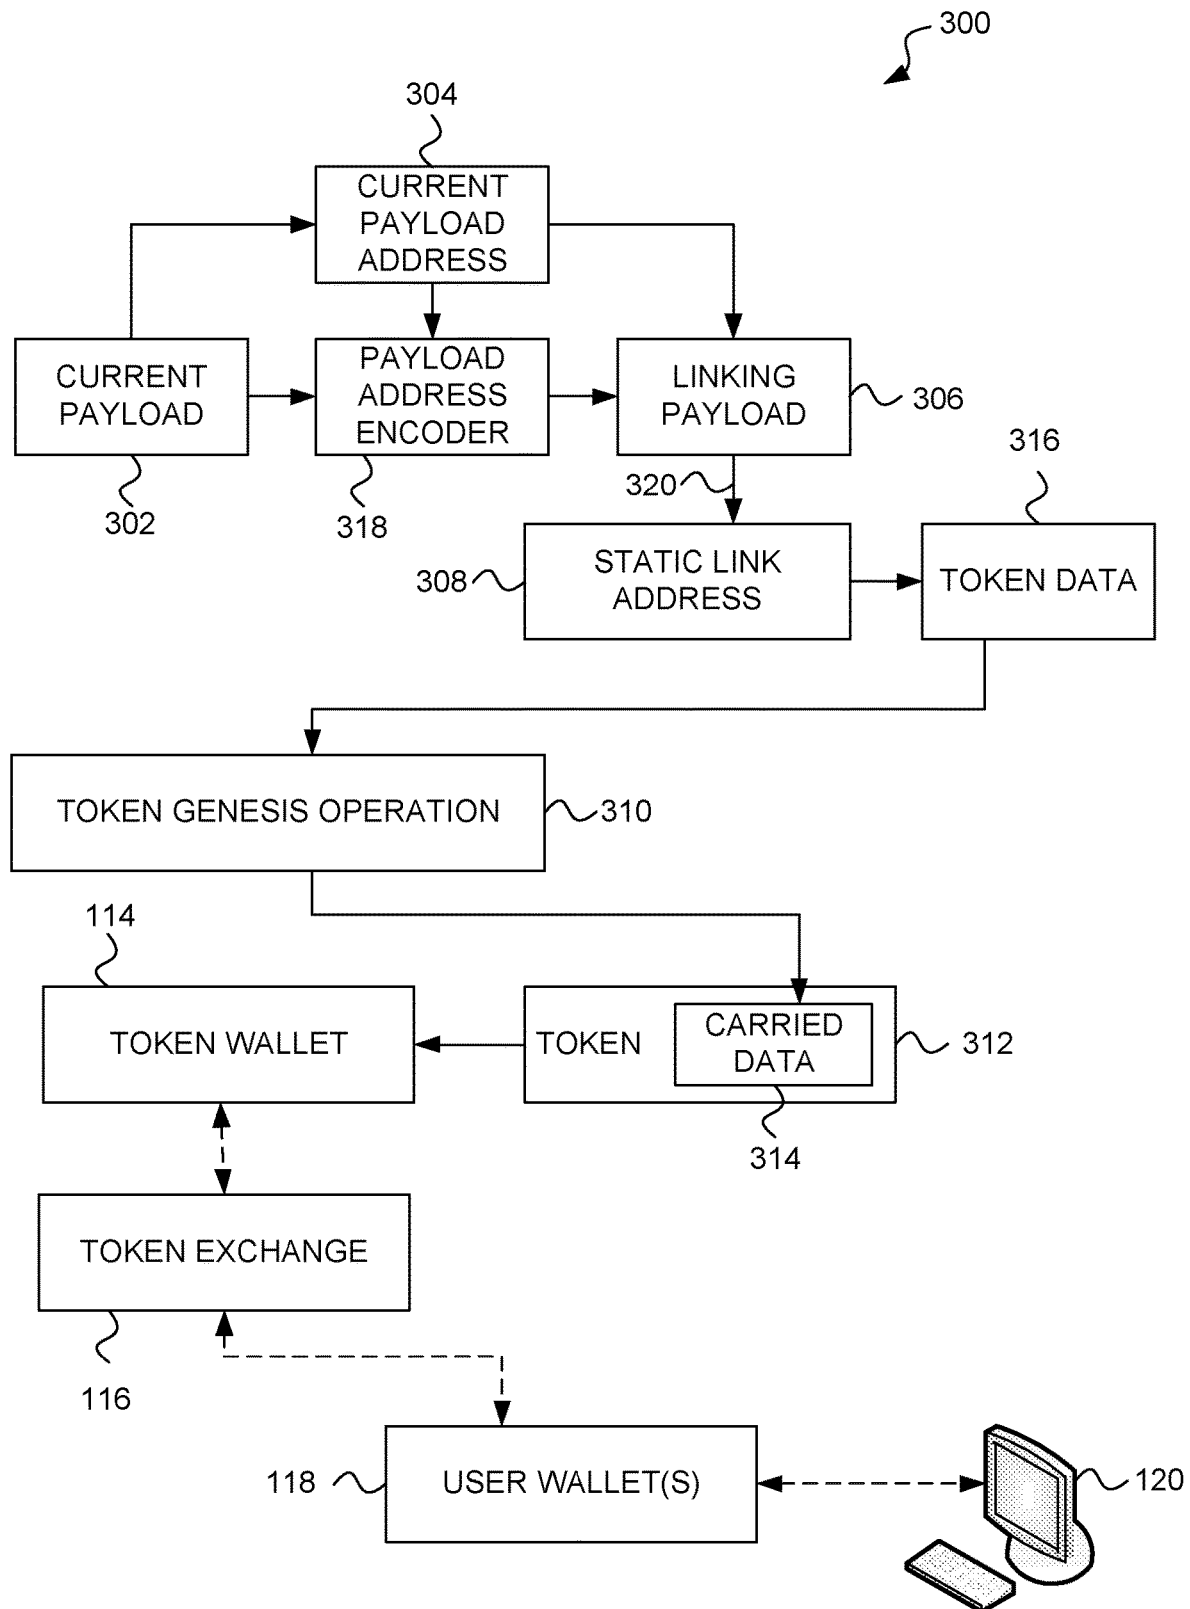 300
304
CURRENT
PAYLOAD
ADDRESS
CURRENT
PAYLOAD
302
PAYLOAD
ADDRESS
ENCODER
318
LINKING
PAYLOAD
306
320
316
308
STATIC LINK
ADDRESS
TOKEN DATA
TOKEN GENESIS OPERATION
310
114
TOKEN WALLET
TOKEN
CARRIED
DATA
312
314
TOKEN EXCHANGE
116
118
USER WALLET(S)
120